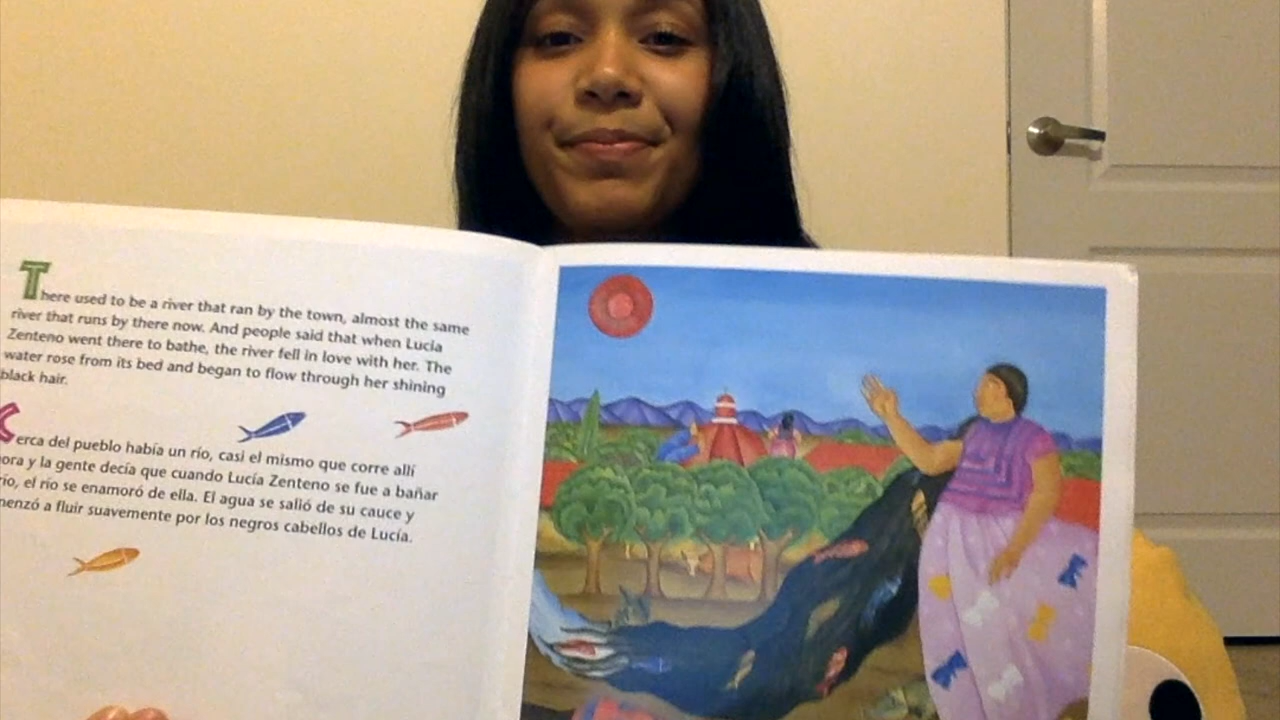 There used to be a river that ran by the town, almost the same
river that runs by there now. And people said that when Lucia
Zenteno went there to bathe, the river fell in love with her. The
water rose from its bed and began to flow through her shining
black hair.
Cerca del pueblo había un río, casi el mismo que corre allí
y la gente decía que cuando Lucía Zenteno se fue a bañar
río, el río se enamoró de ella. El agua se salió de su cauce y
a fluir suavemente por los negros cabellos de Lucía.